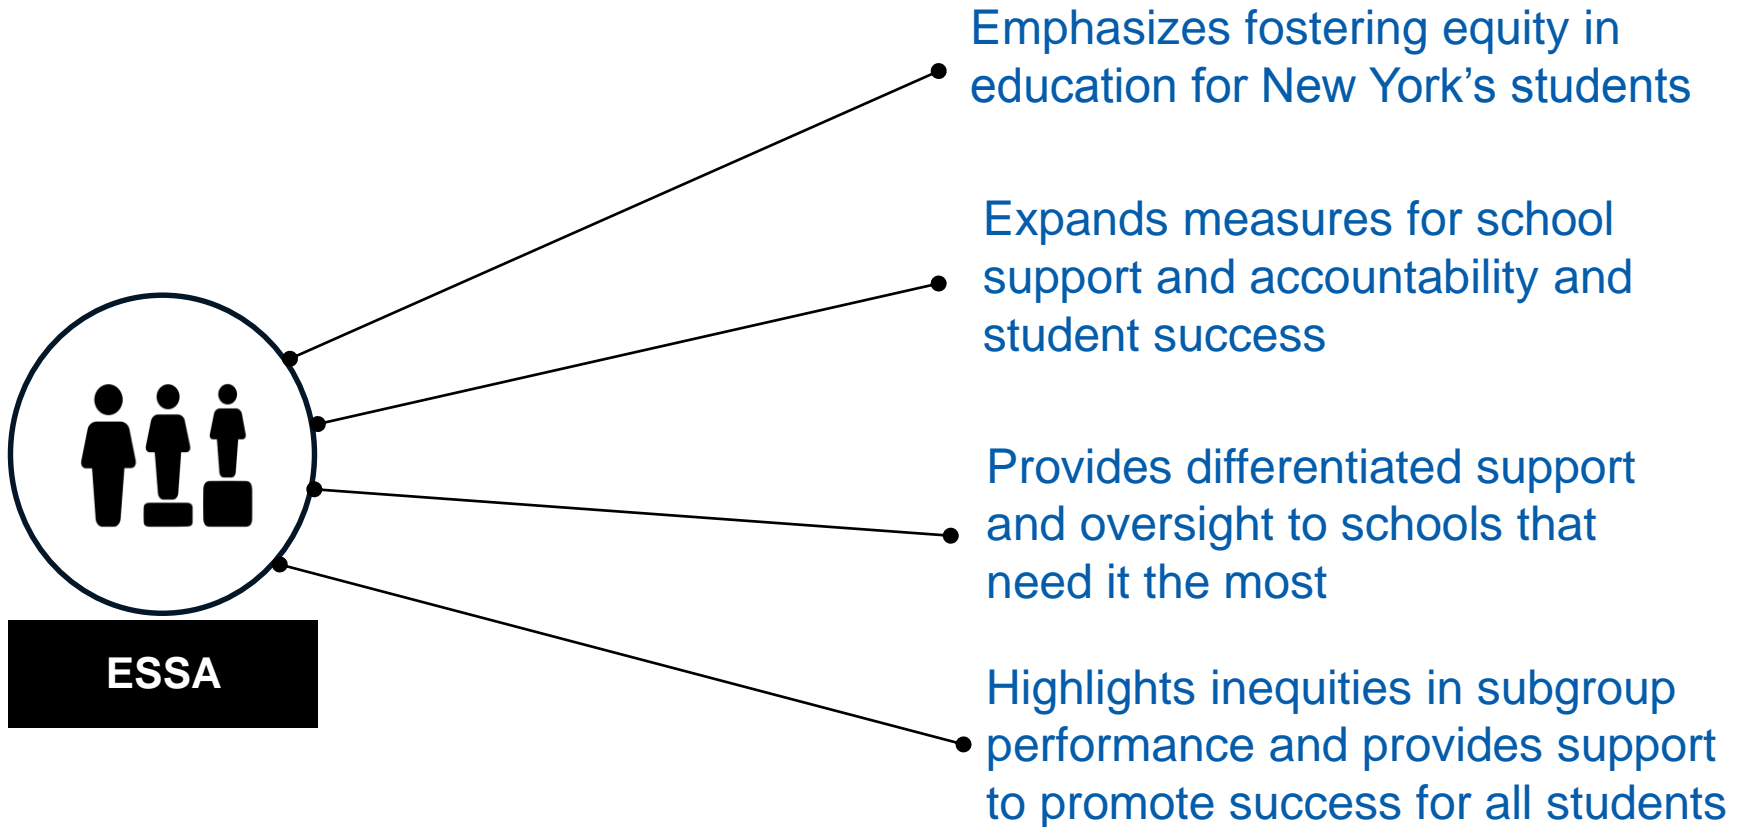 Emphasizes fostering equity in
education for New York’s students
Expands measures for school
support and accountability and
student success
Provides differentiated support
and oversight to schools that
need it the most
ESSA
Highlights inequities in subgroup
performance and provides support
to promote success for all students